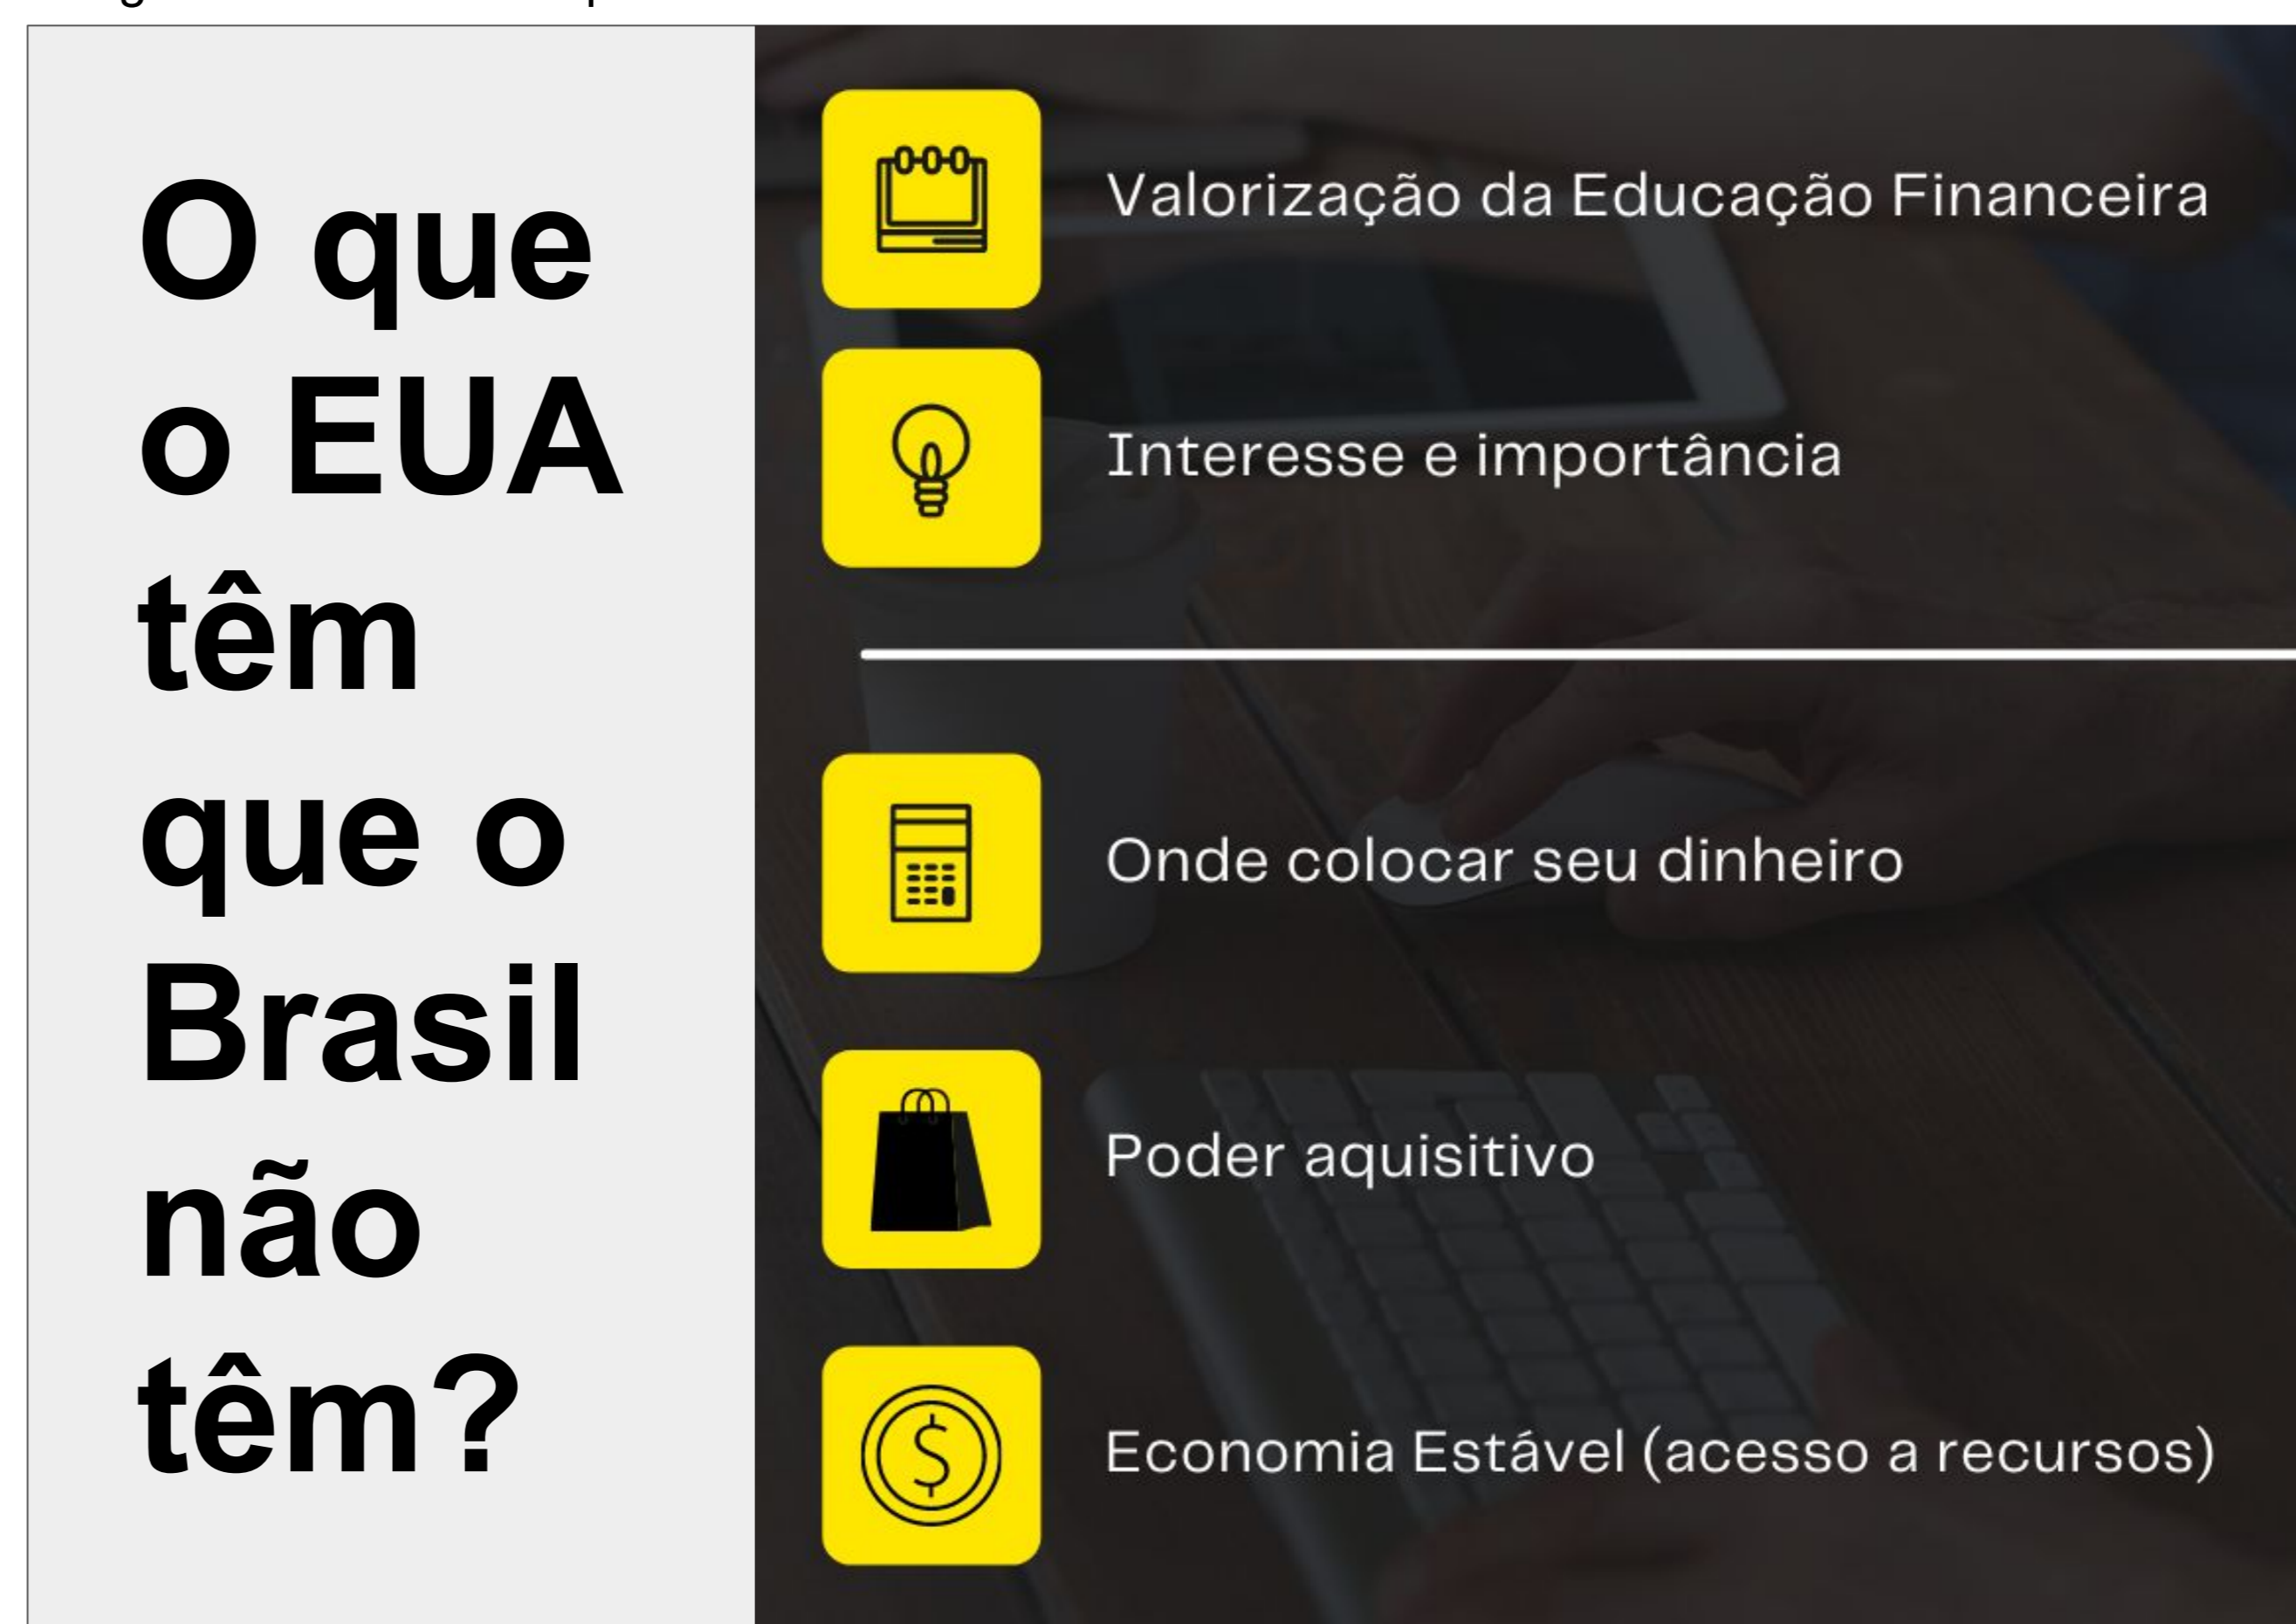 O que
o EUA
têm
que o
Brasil
não
têm?
Valorização da Educação Financeira
Interesse e importância
Onde colocar seu dinheiro
Poder aquisitivo
Economia Estável (acesso a recursos)